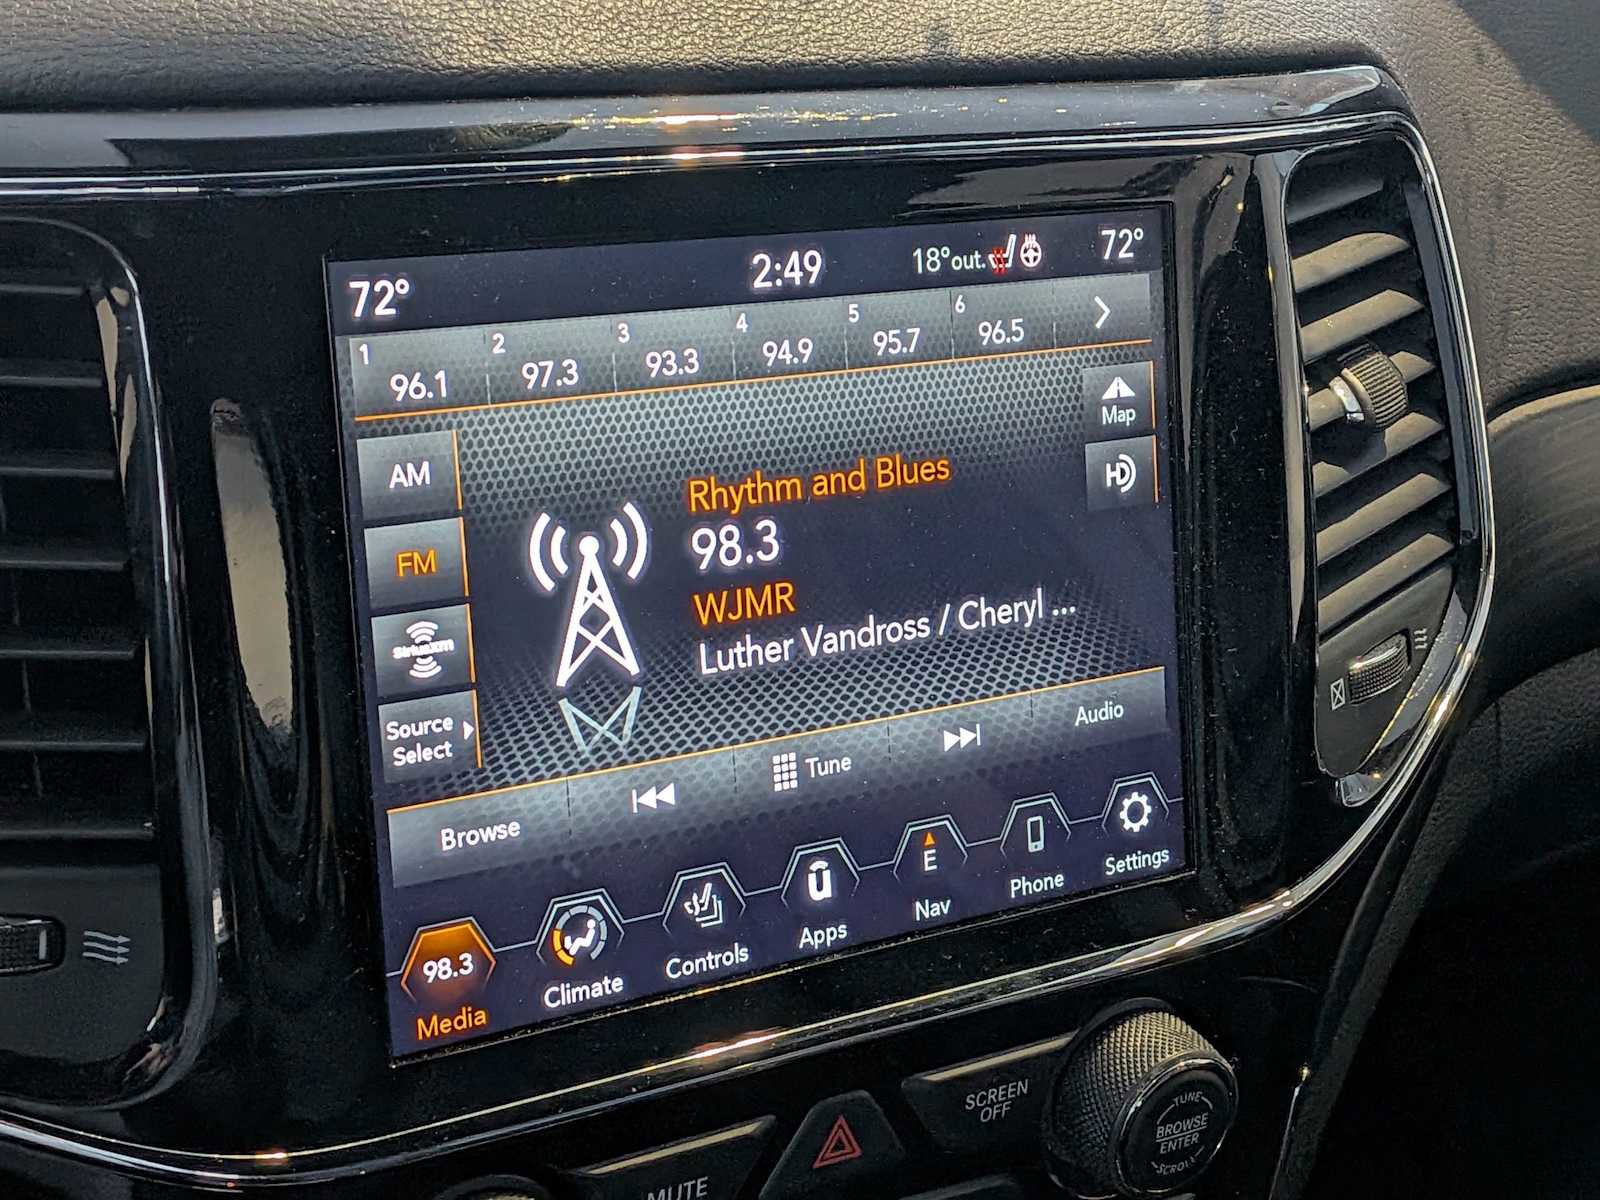 72° 2:49 18°out. 72°
1 2 3 4 5 6
96.1 97.3 93.3 94.9 95.7 96.5
Map
AM
HD
Rhythm and Blues
98.3
FM
WJMR
Luther Vandross / Cheryl ...
SiriusXM
Source
Select
Browse Tune Audio
98.3 E
Media Climate Controls Apps Nav Phone Settings
SCREEN
OFF
TUNE
BROWSE
ENTER
SCROLL
MUTE